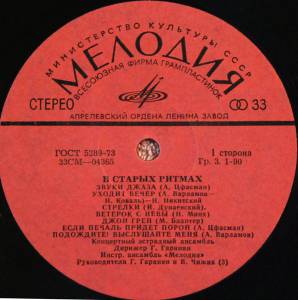 МИНИСТЕРСТВО КУЛЬТУРЫ СССР
МЕЛОДИЯ
ВСЕСОЮЗНАЯ ФИРМА ГРАМПЛАСТИНОК
СТЕРЕО
33
АПРЕЛЕВСКИЙ ОРДЕНА ЛЕНИНА ЗАВОД
ГОСТ 5289-73
1 сторона
33СМ—04365
Гр. 3. 1-90
В СТАРЫХ РИТМАХ
ЗВУКИ ДЖАЗА (А. Цфасман)
УХОДИТ ВЕЧЕР (А. Варламов—
Н. Коваль)—Н. Никитский
СТРЕЛКИ (И. Дунаевский)
ВЕТЕРОК С НЕВЫ (Н. Минх)
ДЖОН ГРЕЙ (М. Блантер)
ЕСЛИ ПЕЧАЛЬ ПРИДЕТ ПОРОЙ (А. Цфасман)
ПОДОЖДИТЕ! ВЫСЛУШАЙТЕ МЕНЯ (А. Варламов)
Концертный эстрадный ансамбль
Дирижер Г. Гаранян
Инстр. ансамбль «Мелодия»
Руководители Г. Гаранян и В. Чижик (3)